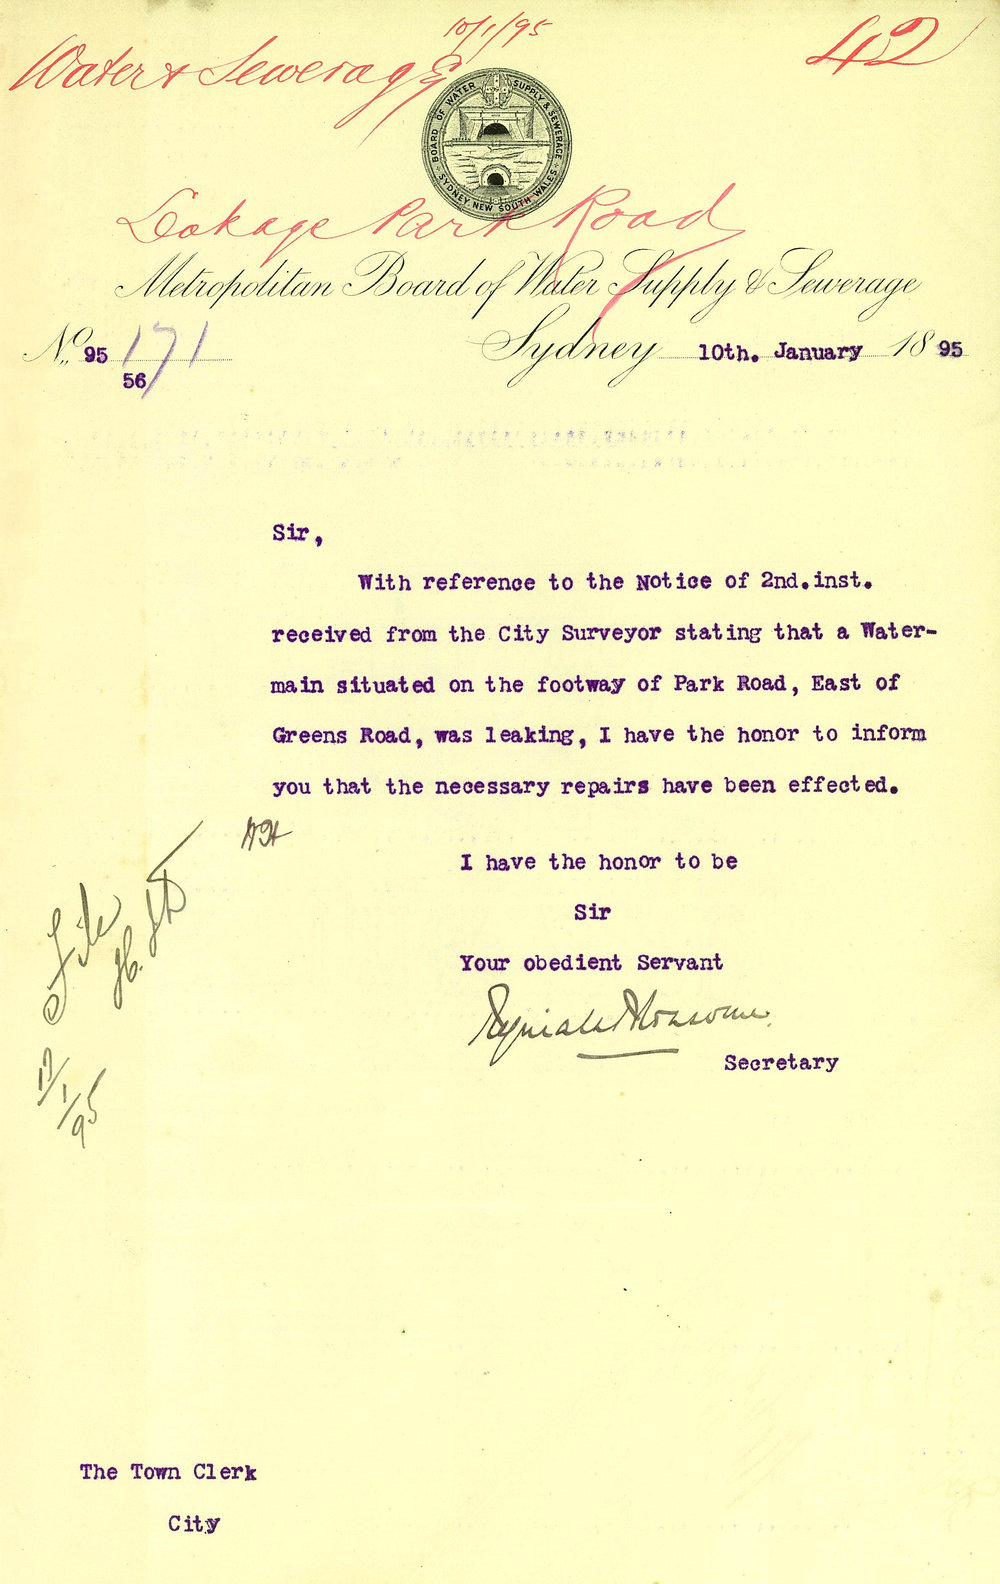 10/1/95
Water & Sewerage
42
BOARD OF WATER SUPPLY & SEWERAGE
SYDNEY NEW SOUTH WALES
Leakage Park Road
Metropolitan Board of Water Supply & Sewerage
No. 95/171
56
Sydney 10th. January 1895
Sir,
With reference to the Notice of 2nd.inst.
received from the City Surveyor stating that a Water-
main situated on the footway of Park Road, East of
Greens Road, was leaking, I have the honor to inform
you that the necessary repairs have been effected.
I have the honor to be
Sir
Your obedient Servant
Secretary
File
11/1/95
The Town Clerk
City